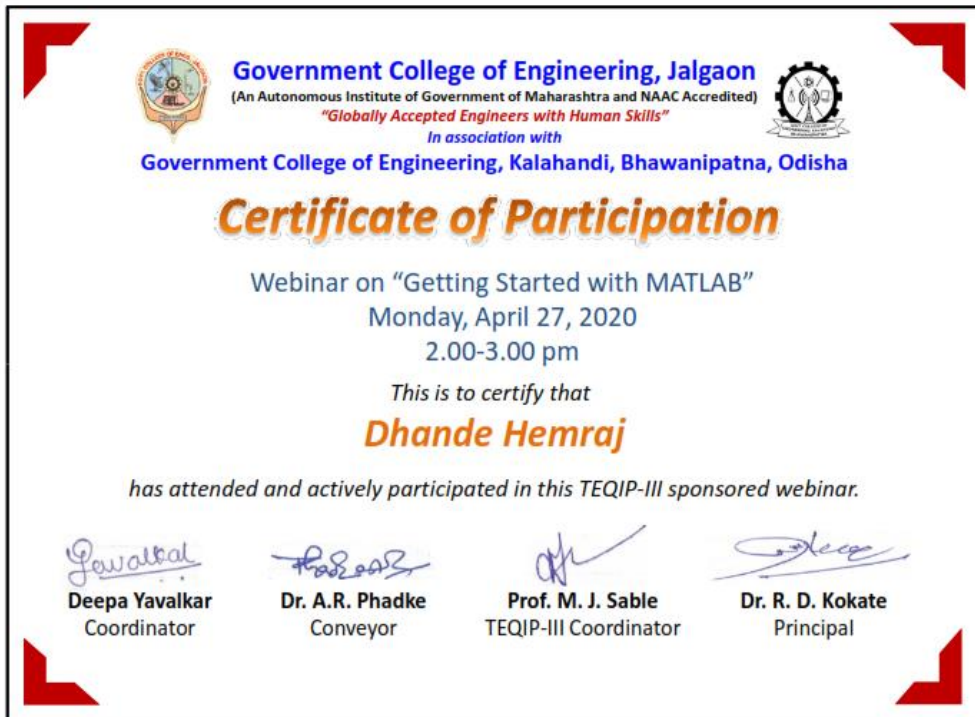 Government College of Engineering, Jalgaon
(An Autonomous Institute of Government of Maharashtra and NAAC Accredited)
“Globally Accepted Engineers with Human Skills”
In association with
Government College of Engineering, Kalahandi, Bhawanipatna, Odisha
Certificate of Participation
Webinar on “Getting Started with MATLAB”
Monday, April 27, 2020
2.00-3.00 pm
This is to certify that
Dhande Hemraj
has attended and actively participated in this TEQIP-III sponsored webinar.
Deepa Yavalkar
Coordinator
Dr. A.R. Phadke
Conveyor
Prof. M. J. Sable
TEQIP-III Coordinator
Dr. R. D. Kokate
Principal